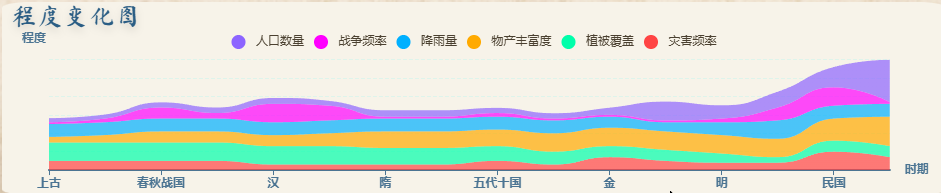 程度变化图
程度
人口数量 战争频率 降雨量 物产丰富度 植被覆盖 灾害频率
时期
上古 春秋战国 汉 隋 五代十国 金 明 民国